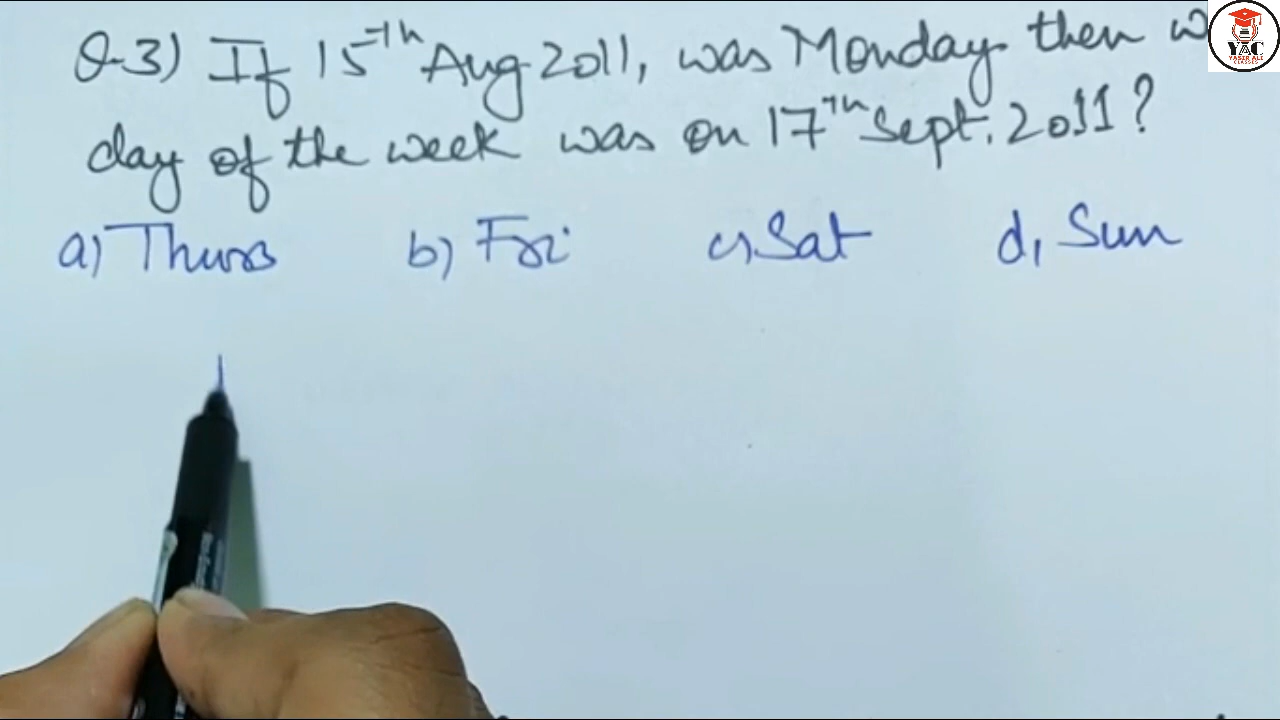 Q-3) If 15th Aug 2011, was Monday then
day of the week was on 17th Sept. 2011?
a) Thurs b) Fri c) Sat d) Sun
YAC